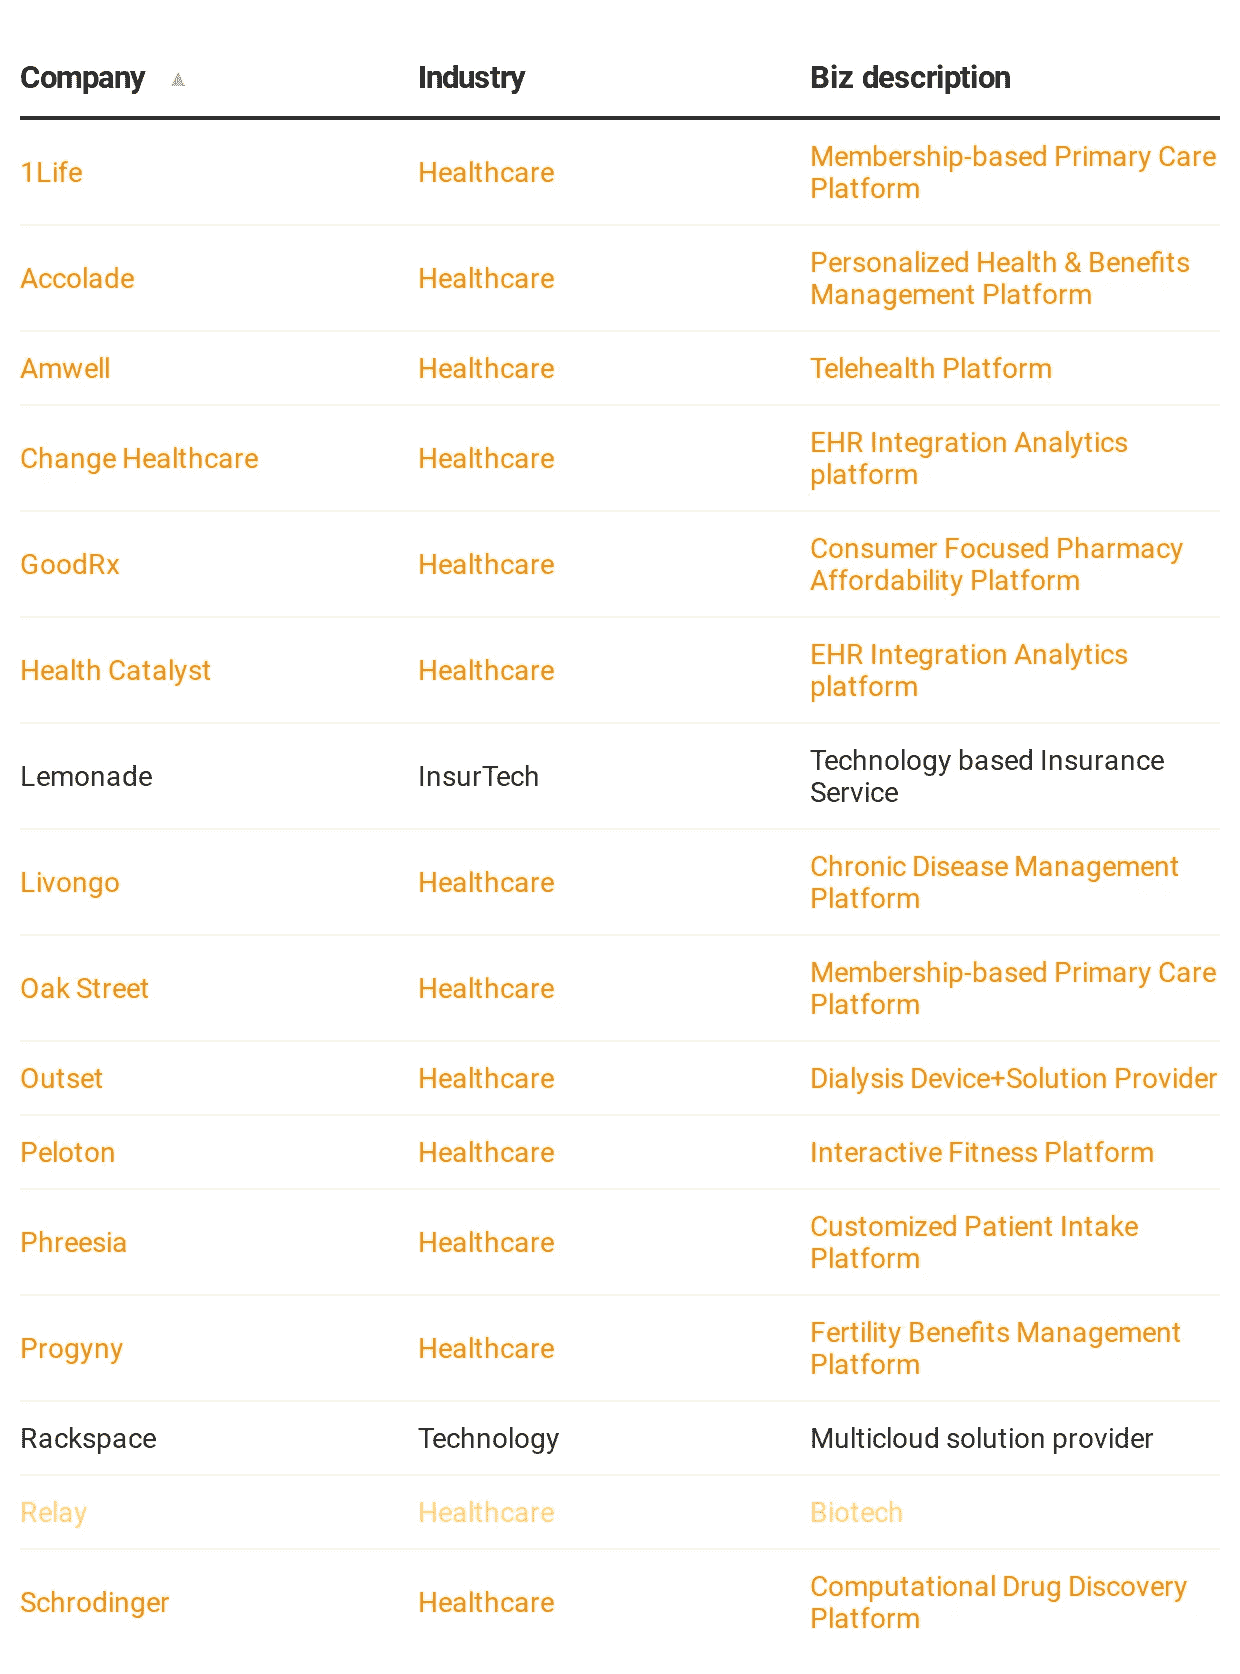 Company ▲ Industry Biz description
1Life Healthcare Membership-based Primary Care
Platform
Accolade Healthcare Personalized Health & Benefits
Management Platform
Amwell Healthcare Telehealth Platform
Change Healthcare Healthcare EHR Integration Analytics
platform
GoodRx Healthcare Consumer Focused Pharmacy
Affordability Platform
Health Catalyst Healthcare EHR Integration Analytics
platform
Lemonade InsurTech Technology based Insurance
Service
Livongo Healthcare Chronic Disease Management
Platform
Oak Street Healthcare Membership-based Primary Care
Platform
Outset Healthcare Dialysis Device+Solution Provider
Peloton Healthcare Interactive Fitness Platform
Phreesia Healthcare Customized Patient Intake
Platform
Progyny Healthcare Fertility Benefits Management
Platform
Rackspace Technology Multicloud solution provider
Relay Healthcare Biotech
Schrodinger Healthcare Computational Drug Discovery
Platform